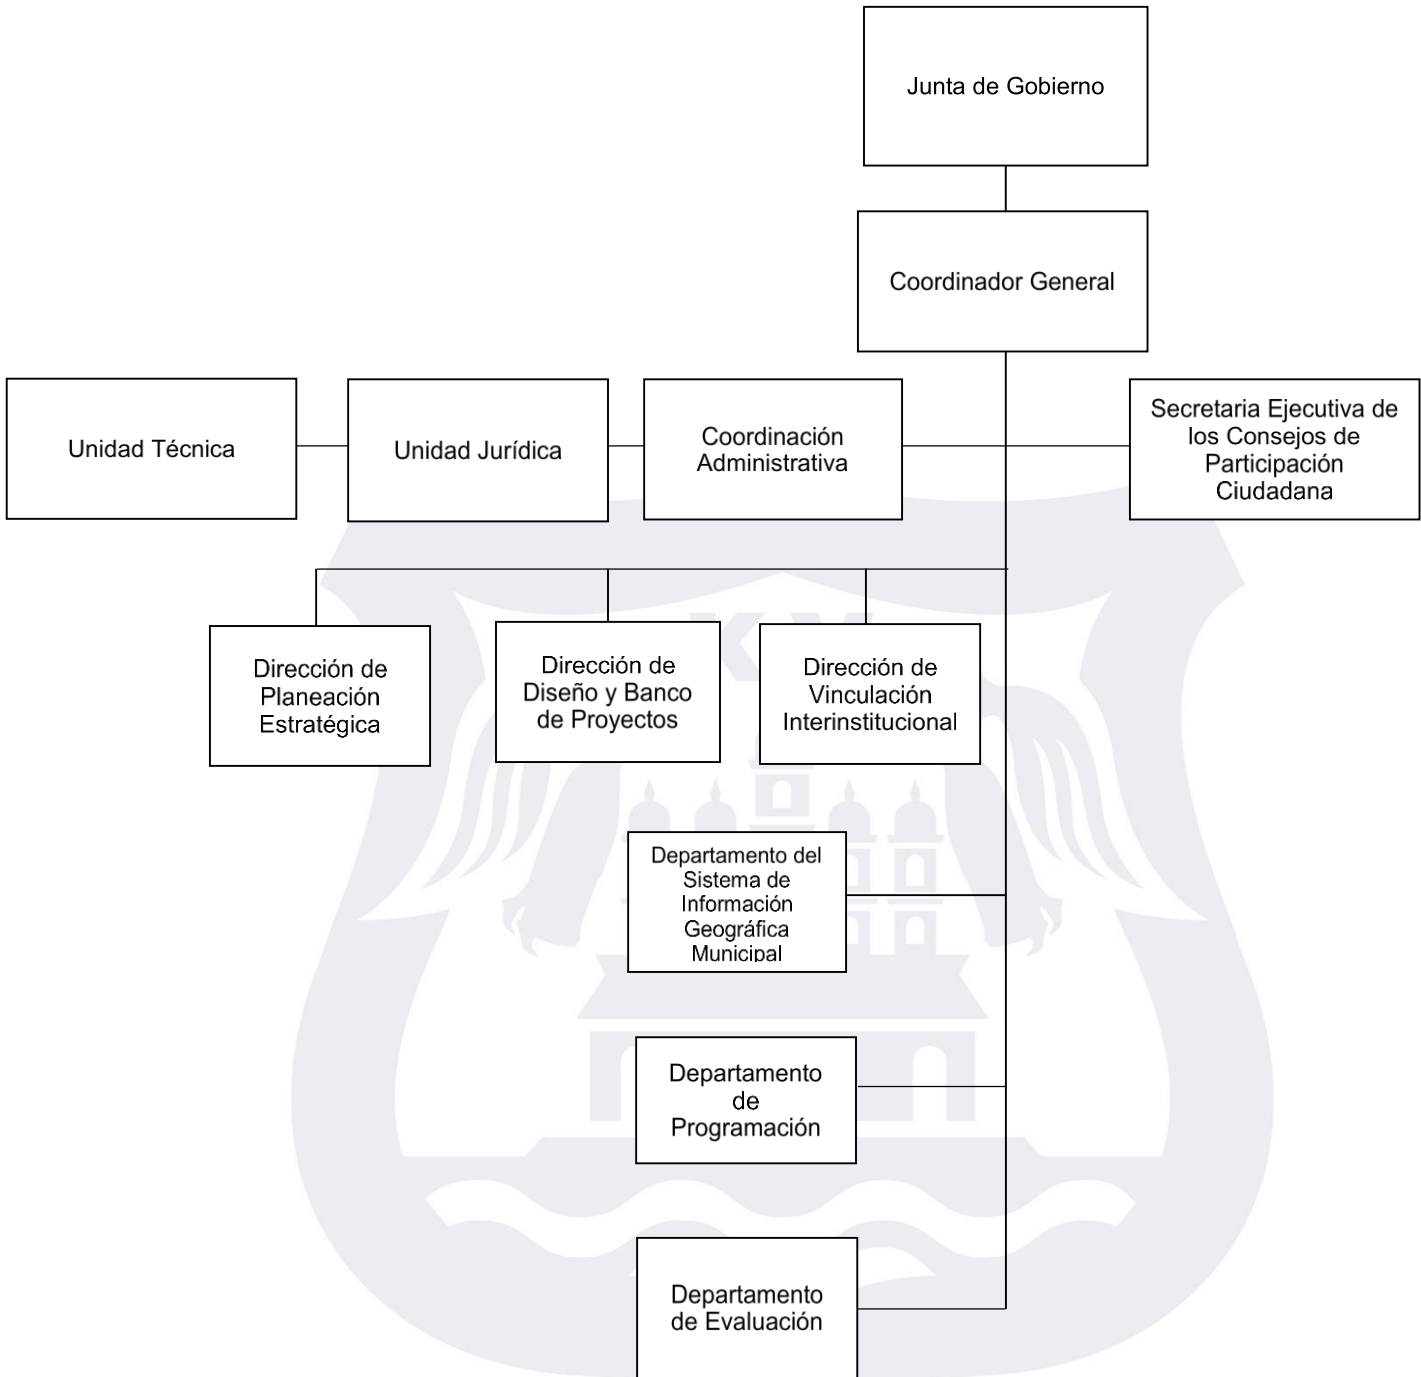 Junta de Gobierno
Coordinador General
Unidad Técnica
Unidad Jurídica
Coordinación
Administrativa
Secretaria Ejecutiva de
los Consejos de
Participación
Ciudadana
K V
Dirección de
Planeación
Estratégica
Dirección de
Diseño y Banco
de Proyectos
Dirección de
Vinculación
Interinstitucional
Departamento del
Sistema de
Información
Geográfica
Municipal
Departamento
de
Programación
Departamento
de Evaluación